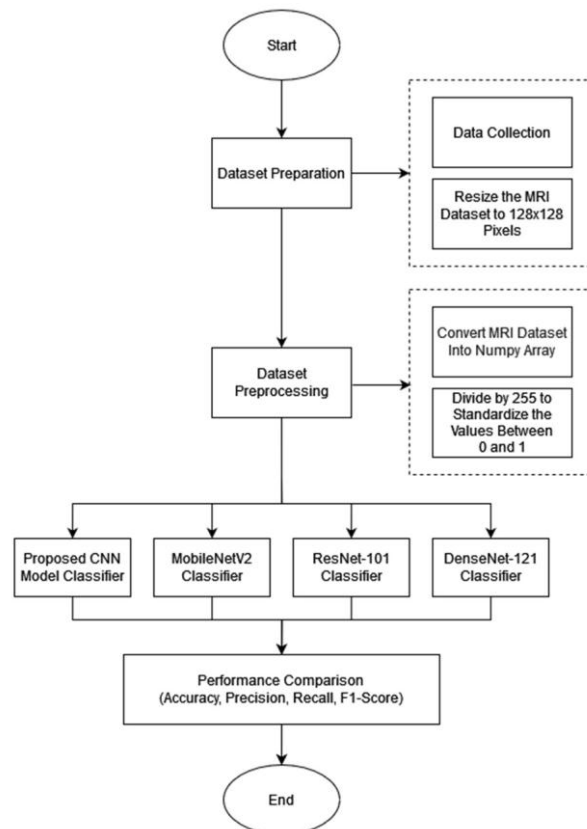 Start
Dataset Preparation
Data Collection
Resize the MRI
Dataset to 128x128
Pixels
Dataset
Preprocessing
Convert MRI Dataset
Into Numpy Array
Divide by 255 to
Standardize the
Values Between
0 and 1
Proposed CNN
Model Classifier
MobileNetV2
Classifier
ResNet-101
Classifier
DenseNet-121
Classifier
Performance Comparison
(Accuracy, Precision, Recall, F1-Score)
End